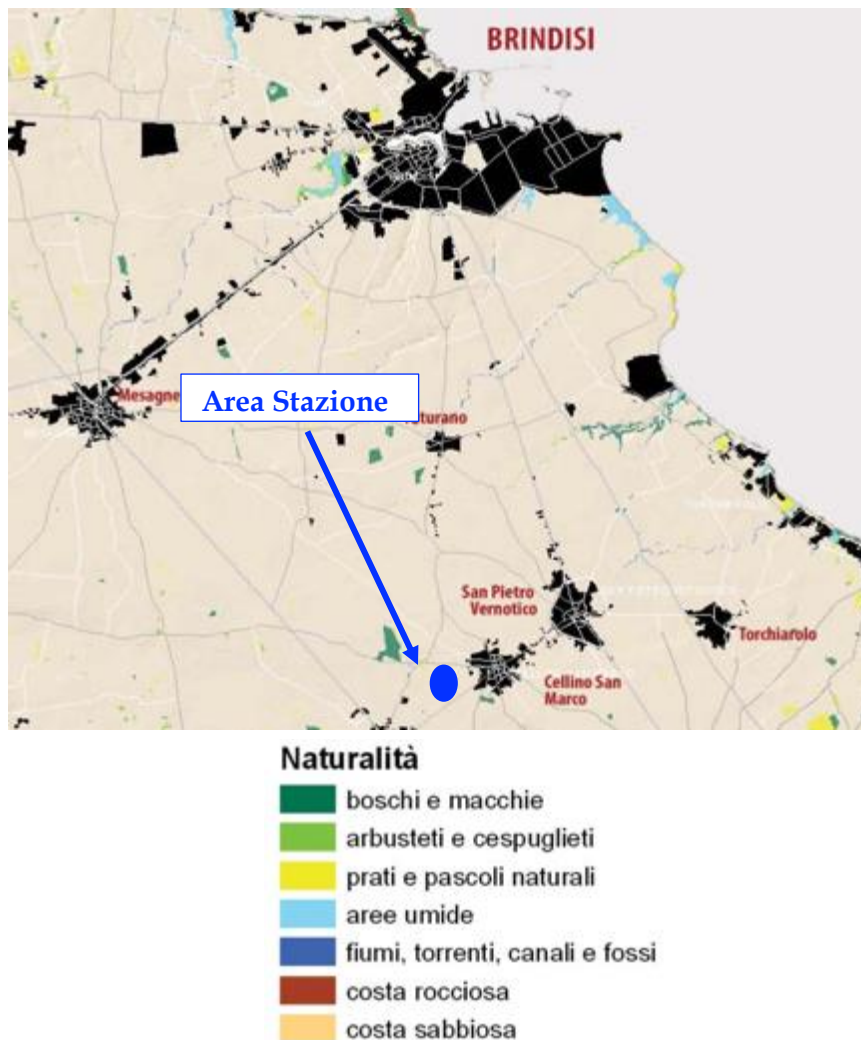 BRINDISI
Mesagne
Area Stazione
Tuturano
San Pietro
Vernotico
Torchiarolo
Cellino San
Marco
Naturalità
boschi e macchie
arbusteti e cespuglieti
prati e pascoli naturali
aree umide
fiumi, torrenti, canali e fossi
costa rocciosa
costa sabbiosa